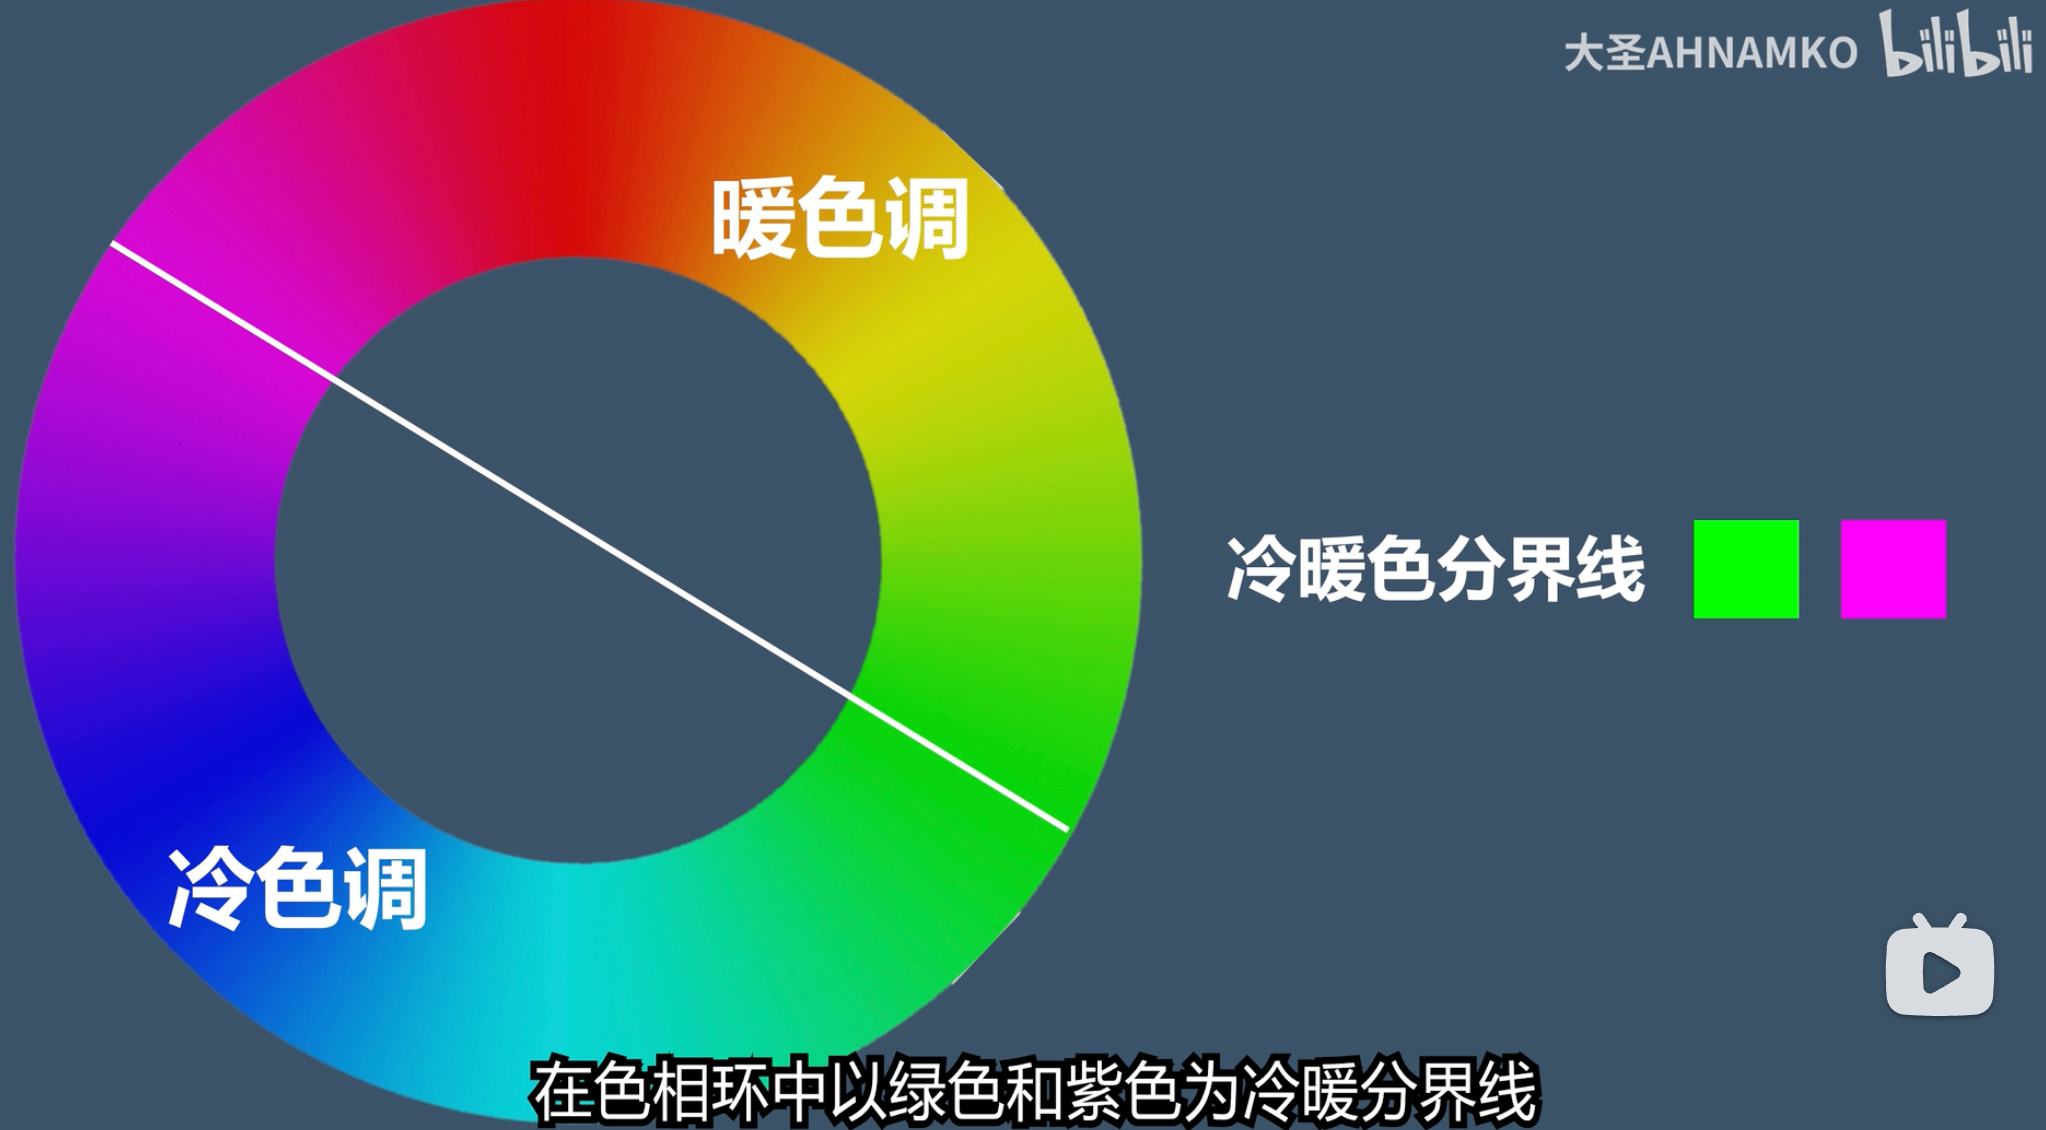 大圣AHNAMKO bilibili
暖色调
冷暖色分界线
冷色调
在色相环中以绿色和紫色为冷暖分界线